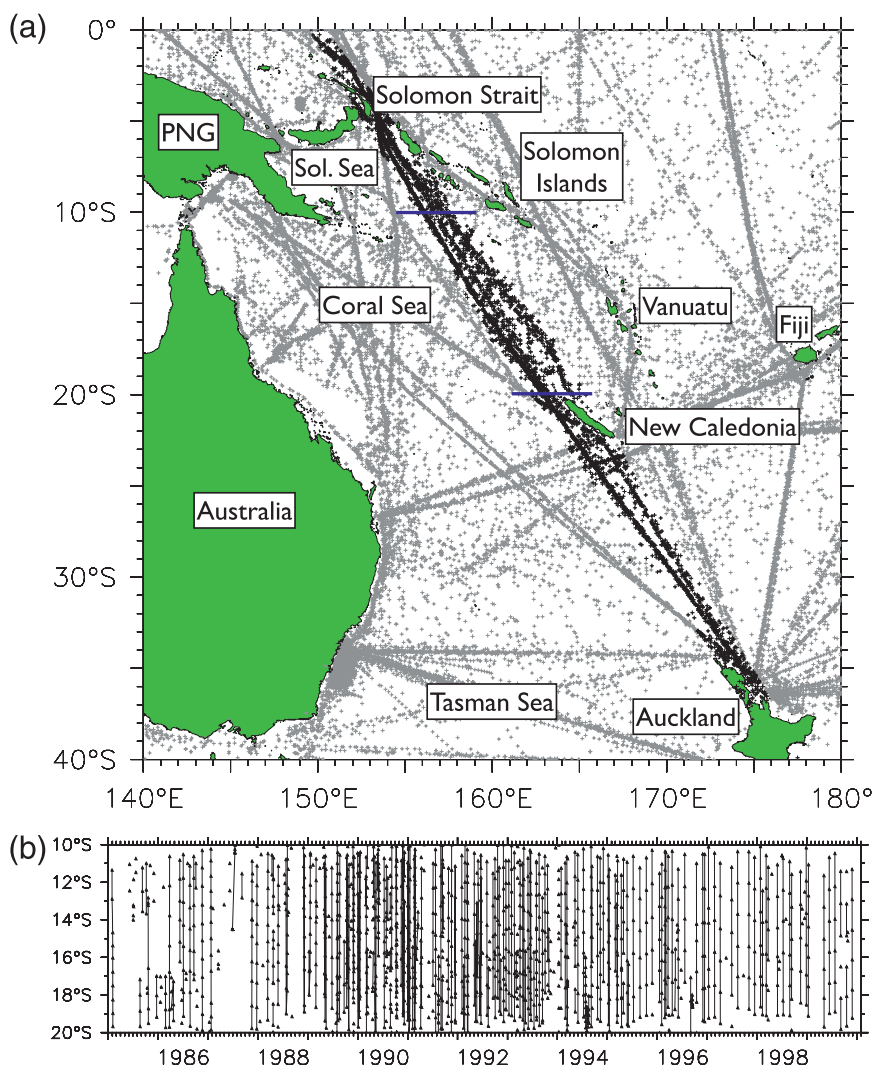 (a)
0°
Solomon Strait
PNG
Solomon
Islands
Sol. Sea
10°S
Coral Sea
Vanuatu
Fiji
20°S
New Caledonia
Australia
30°S
Tasman Sea
Auckland
40°S
140°E 150°E 160°E 170°E 180°
(b)
10°S
12°S
14°S
16°S
18°S
20°S
1986 1988 1990 1992 1994 1996 1998